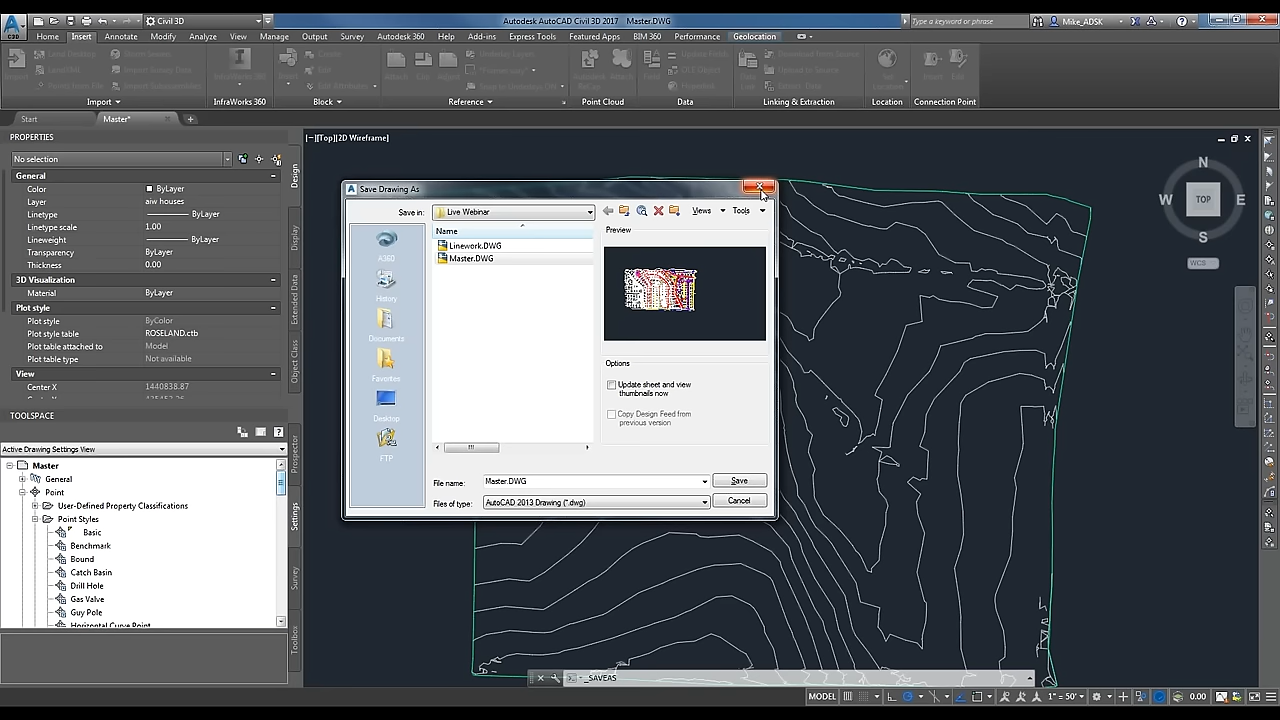 Civil 3D
Autodesk AutoCAD Civil 3D 2017 Master.DWG
Type a keyword or phrase
Mike_ADSK
C3D
Home Insert Annotate Modify Analyze View Manage Output Survey Autodesk 360 Help Add-ins Express Tools Featured Apps BIM 360 Performance Geolocation
Import InfraWorks 360 Block Reference Point Cloud Data Linking & Extraction Location Connection Point
Start Master*
PROPERTIES
[−][Top][2D Wireframe]
No selection
General
Color ByLayer
Layer aiw houses
Linetype ByLayer
Linetype scale 1.00
Lineweight ByLayer
Transparency ByLayer
Thickness 0.00
3D Visualization
Material ByLayer
Plot style
Plot style ByColor
Plot style table ROSELAND.ctb
Plot table attached to Model
Plot table type Not available
View
Center X 1440838.87
Design
Display
Extended Data
Object Class
TOOLSPACE
Active Drawing Settings View
Master
General
Point
User-Defined Property Classifications
Point Styles
Basic
Benchmark
Bound
Catch Basin
Drill Hole
Gas Valve
Guy Pole
Horizontal Curve Point
Prospector
Settings
Survey
Toolbox
Save Drawing As
Save in: Live Webinar
Views Tools
A360
History
Documents
Favorites
Desktop
FTP
Name
Linework.DWG
Master.DWG
Preview
Options
Update sheet and view
thumbnails now
Copy Design Feed from
previous version
File name: Master.DWG
Save
Files of type: AutoCAD 2013 Drawing (*.dwg)
Cancel
N
W TOP E
S
WCS
_SAVEAS
MODEL 1" = 50' 0.00